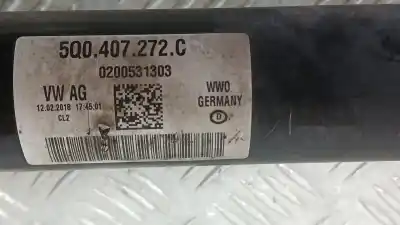 5Q0.407.272.C
0200531303
VW AG
12.02.2018 17:45:01
CL2
WWO
GERMANY
D